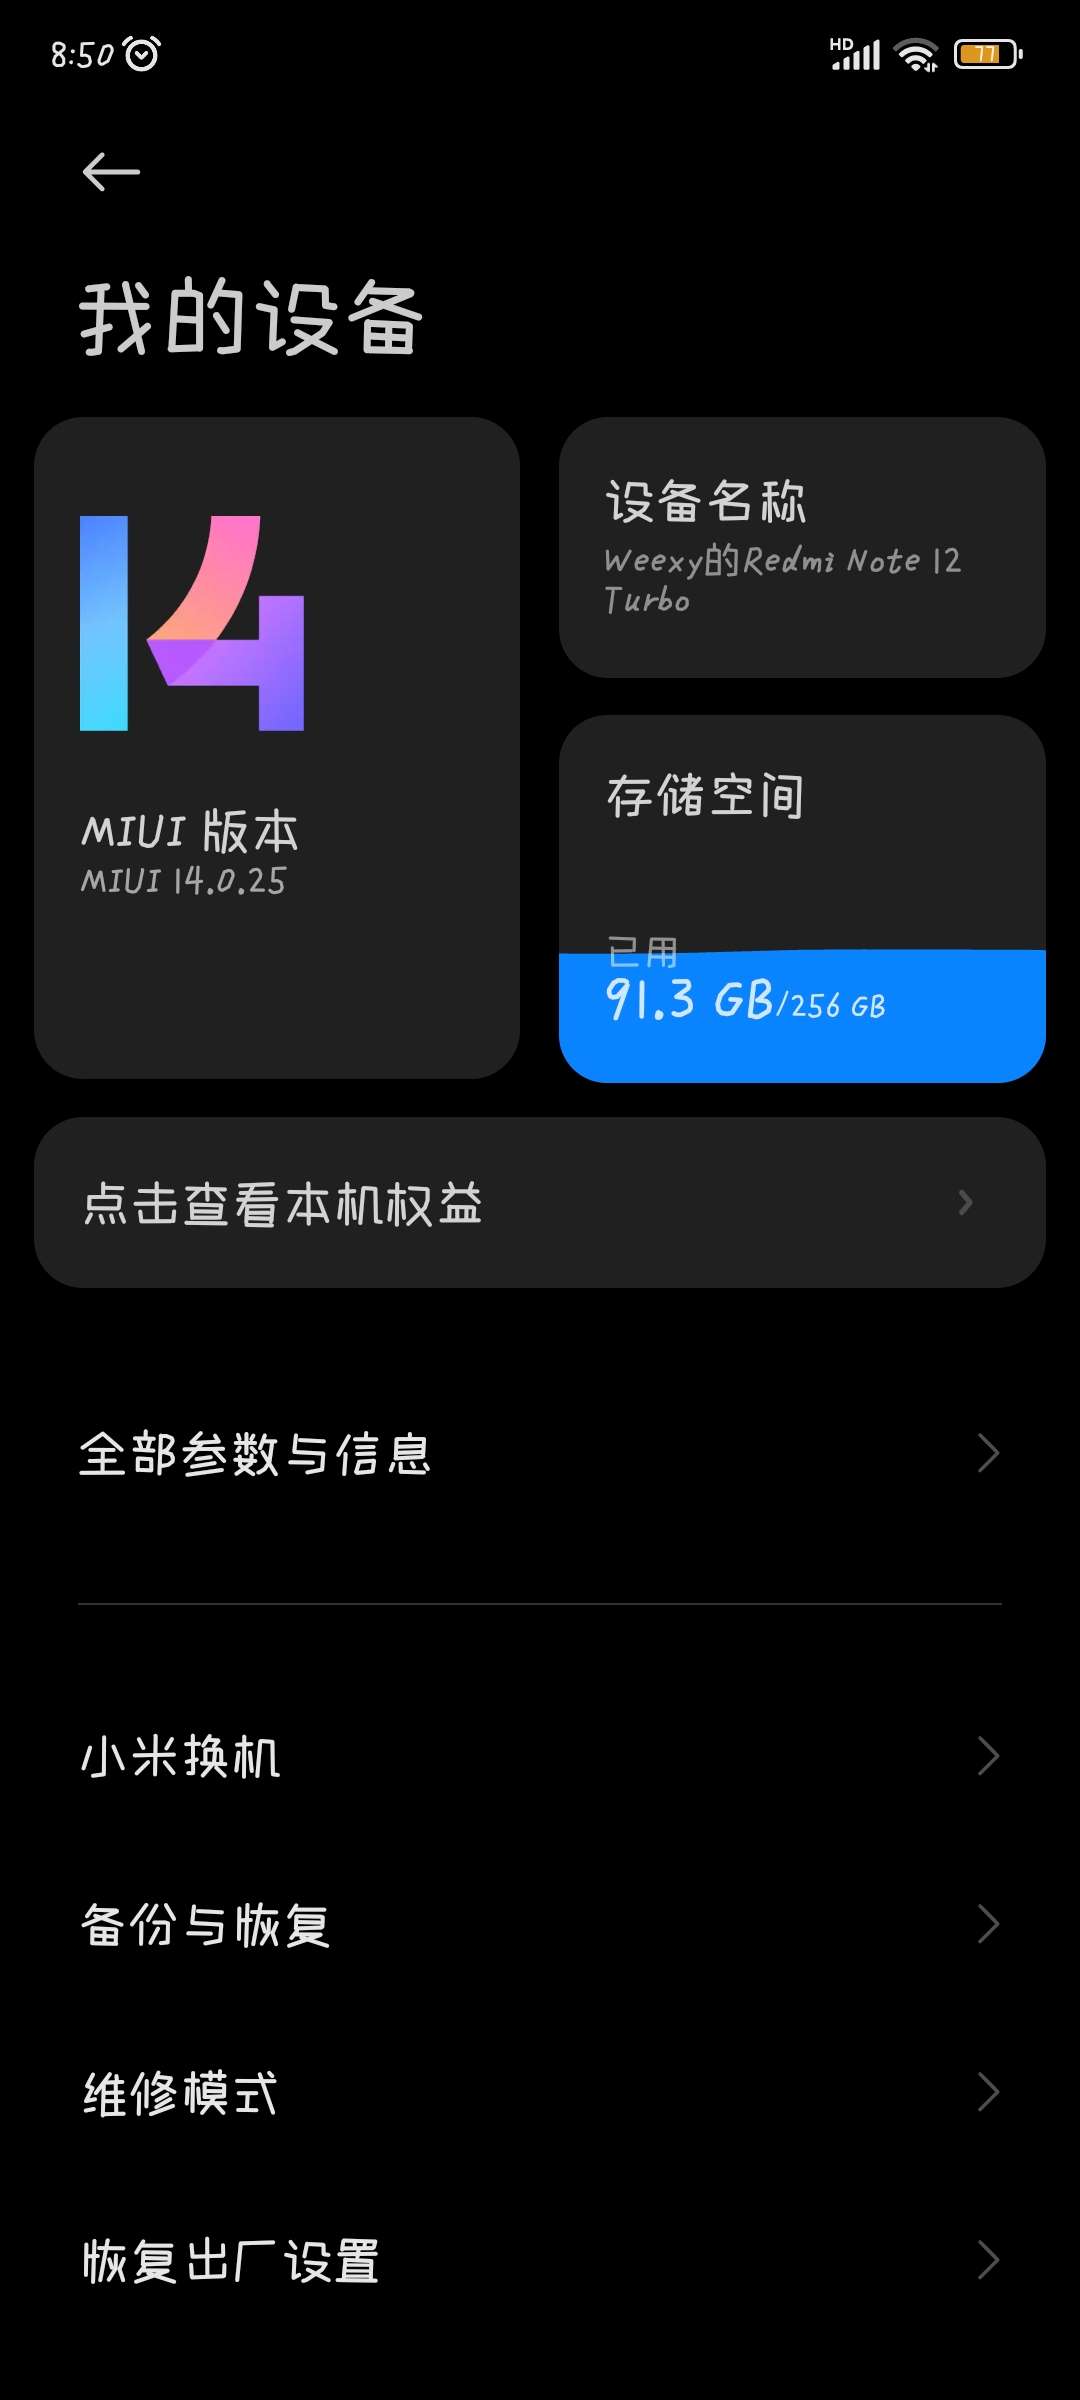 8:50
HD
77
我的设备
14
MIUI 版本
MIUI 14.0.25
设备名称
Weexy的Redmi Note 12
Turbo
存储空间
已用
91.3 GB/256 GB
点击查看本机权益
全部参数与信息
小米换机
备份与恢复
维修模式
恢复出厂设置